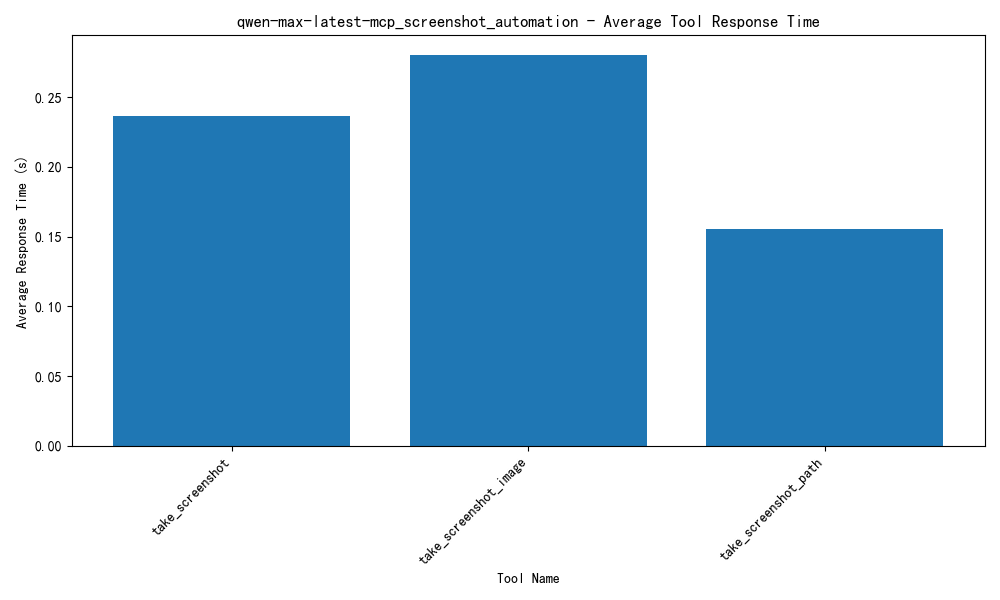 qwen-max-latest-mcp_screenshot_automation - Average Tool Response Time
Average Response Time (s)
0.25
0.20
0.15
0.10
0.05
0.00
take_screenshot
take_screenshot_image
take_screenshot_path
Tool Name